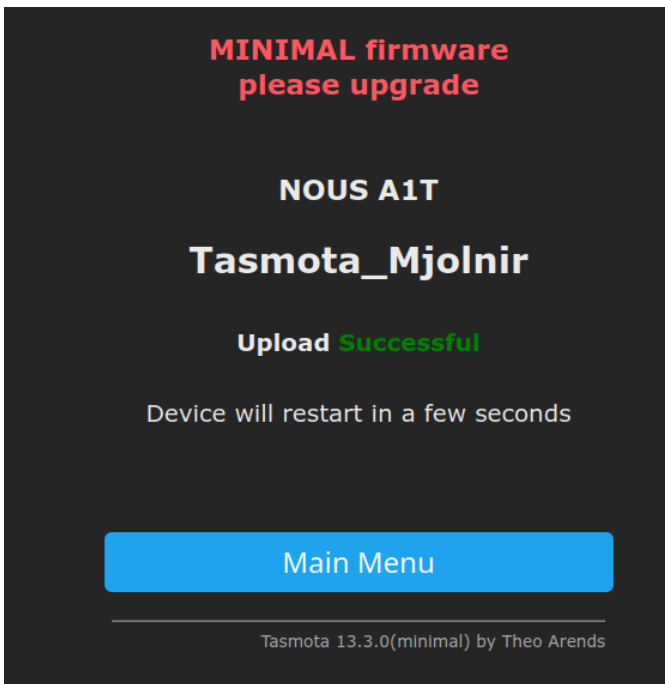 MINIMAL firmware
please upgrade
NOUS A1T
Tasmota_Mjolnir
Upload Successful
Device will restart in a few seconds
Main Menu
Tasmota 13.3.0(minimal) by Theo Arends